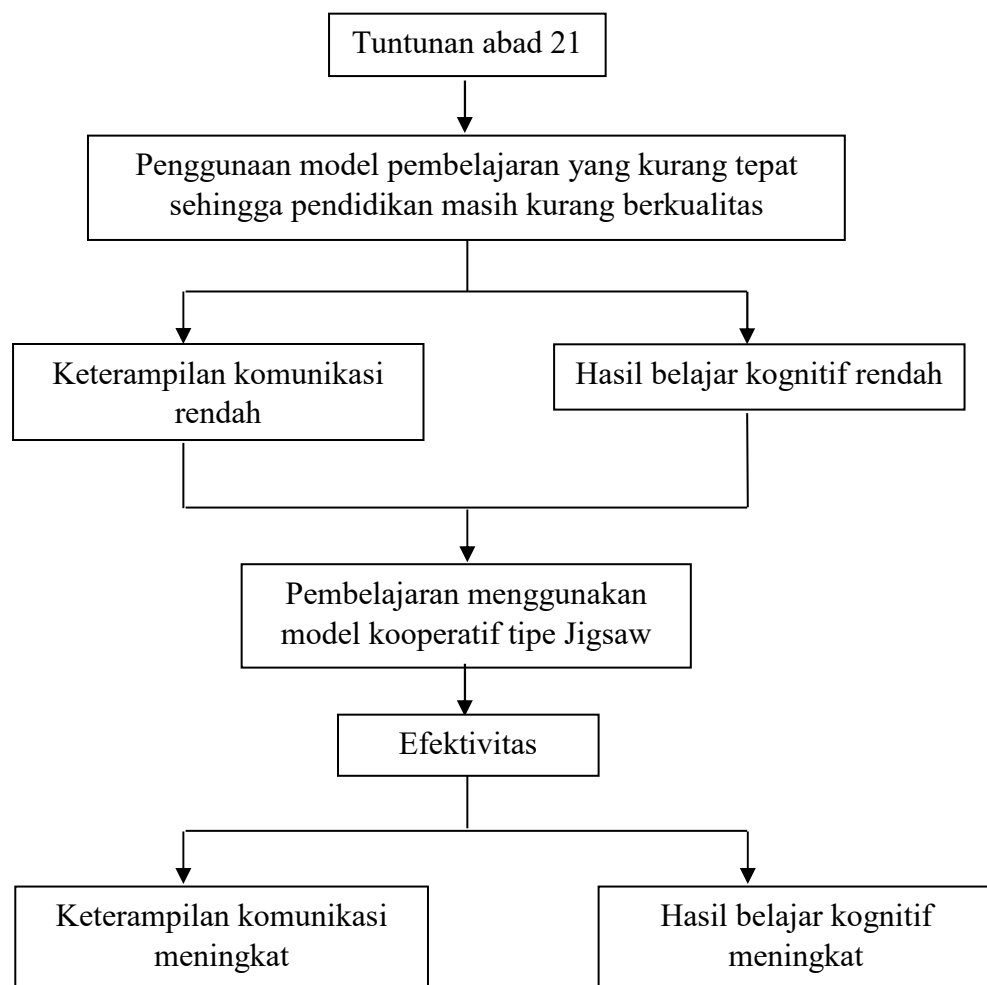 Tuntunan abad 21
Penggunaan model pembelajaran yang kurang tepat
sehingga pendidikan masih kurang berkualitas
Keterampilan komunikasi
rendah
Hasil belajar kognitif rendah
Pembelajaran menggunakan
model kooperatif tipe Jigsaw
Efektivitas
Keterampilan komunikasi
meningkat
Hasil belajar kognitif
meningkat